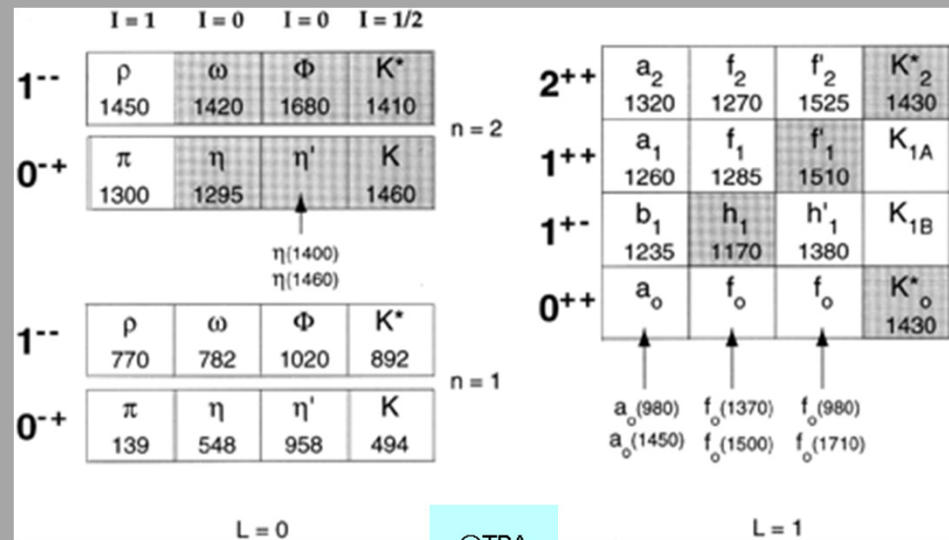 I = 1 I = 0 I = 0 I = 1/2
1-- ρ ω Φ K*
1450 1420 1680 1410
n = 2
0-+ π η η' K
1300 1295 1460
η(1400)
η(1460)
1-- ρ ω Φ K*
770 782 1020 892
n = 1
0-+ π η η' K
139 548 958 494
L = 0
2++ a2 f2 f'2 K*2
1320 1270 1525 1430
1++ a1 f1 f'1 K1A
1260 1285 1510
1+- b1 h1 h'1 K1B
1235 1170 1380
0++ ao fo fo K*o
1430
ao(980) fo(1370) fo(980)
ao(1450) fo(1500) fo(1710)
L = 1